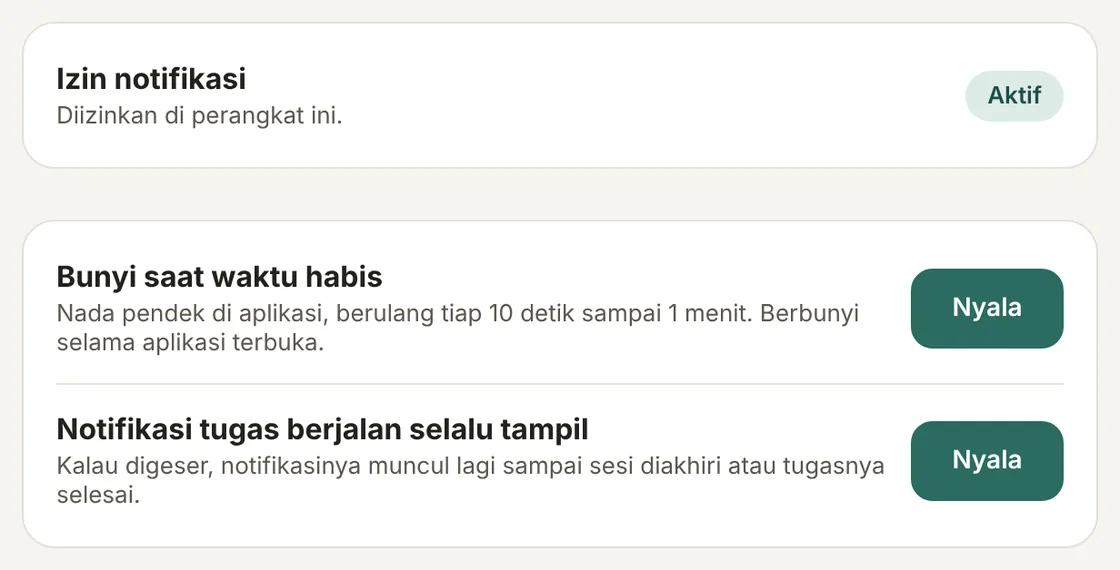 Izin notifikasi
Diizinkan di perangkat ini.
Aktif
Bunyi saat waktu habis
Nada pendek di aplikasi, berulang tiap 10 detik sampai 1 menit. Berbunyi
selama aplikasi terbuka.
Nyala
Notifikasi tugas berjalan selalu tampil
Kalau digeser, notifikasinya muncul lagi sampai sesi diakhiri atau tugasnya
selesai.
Nyala